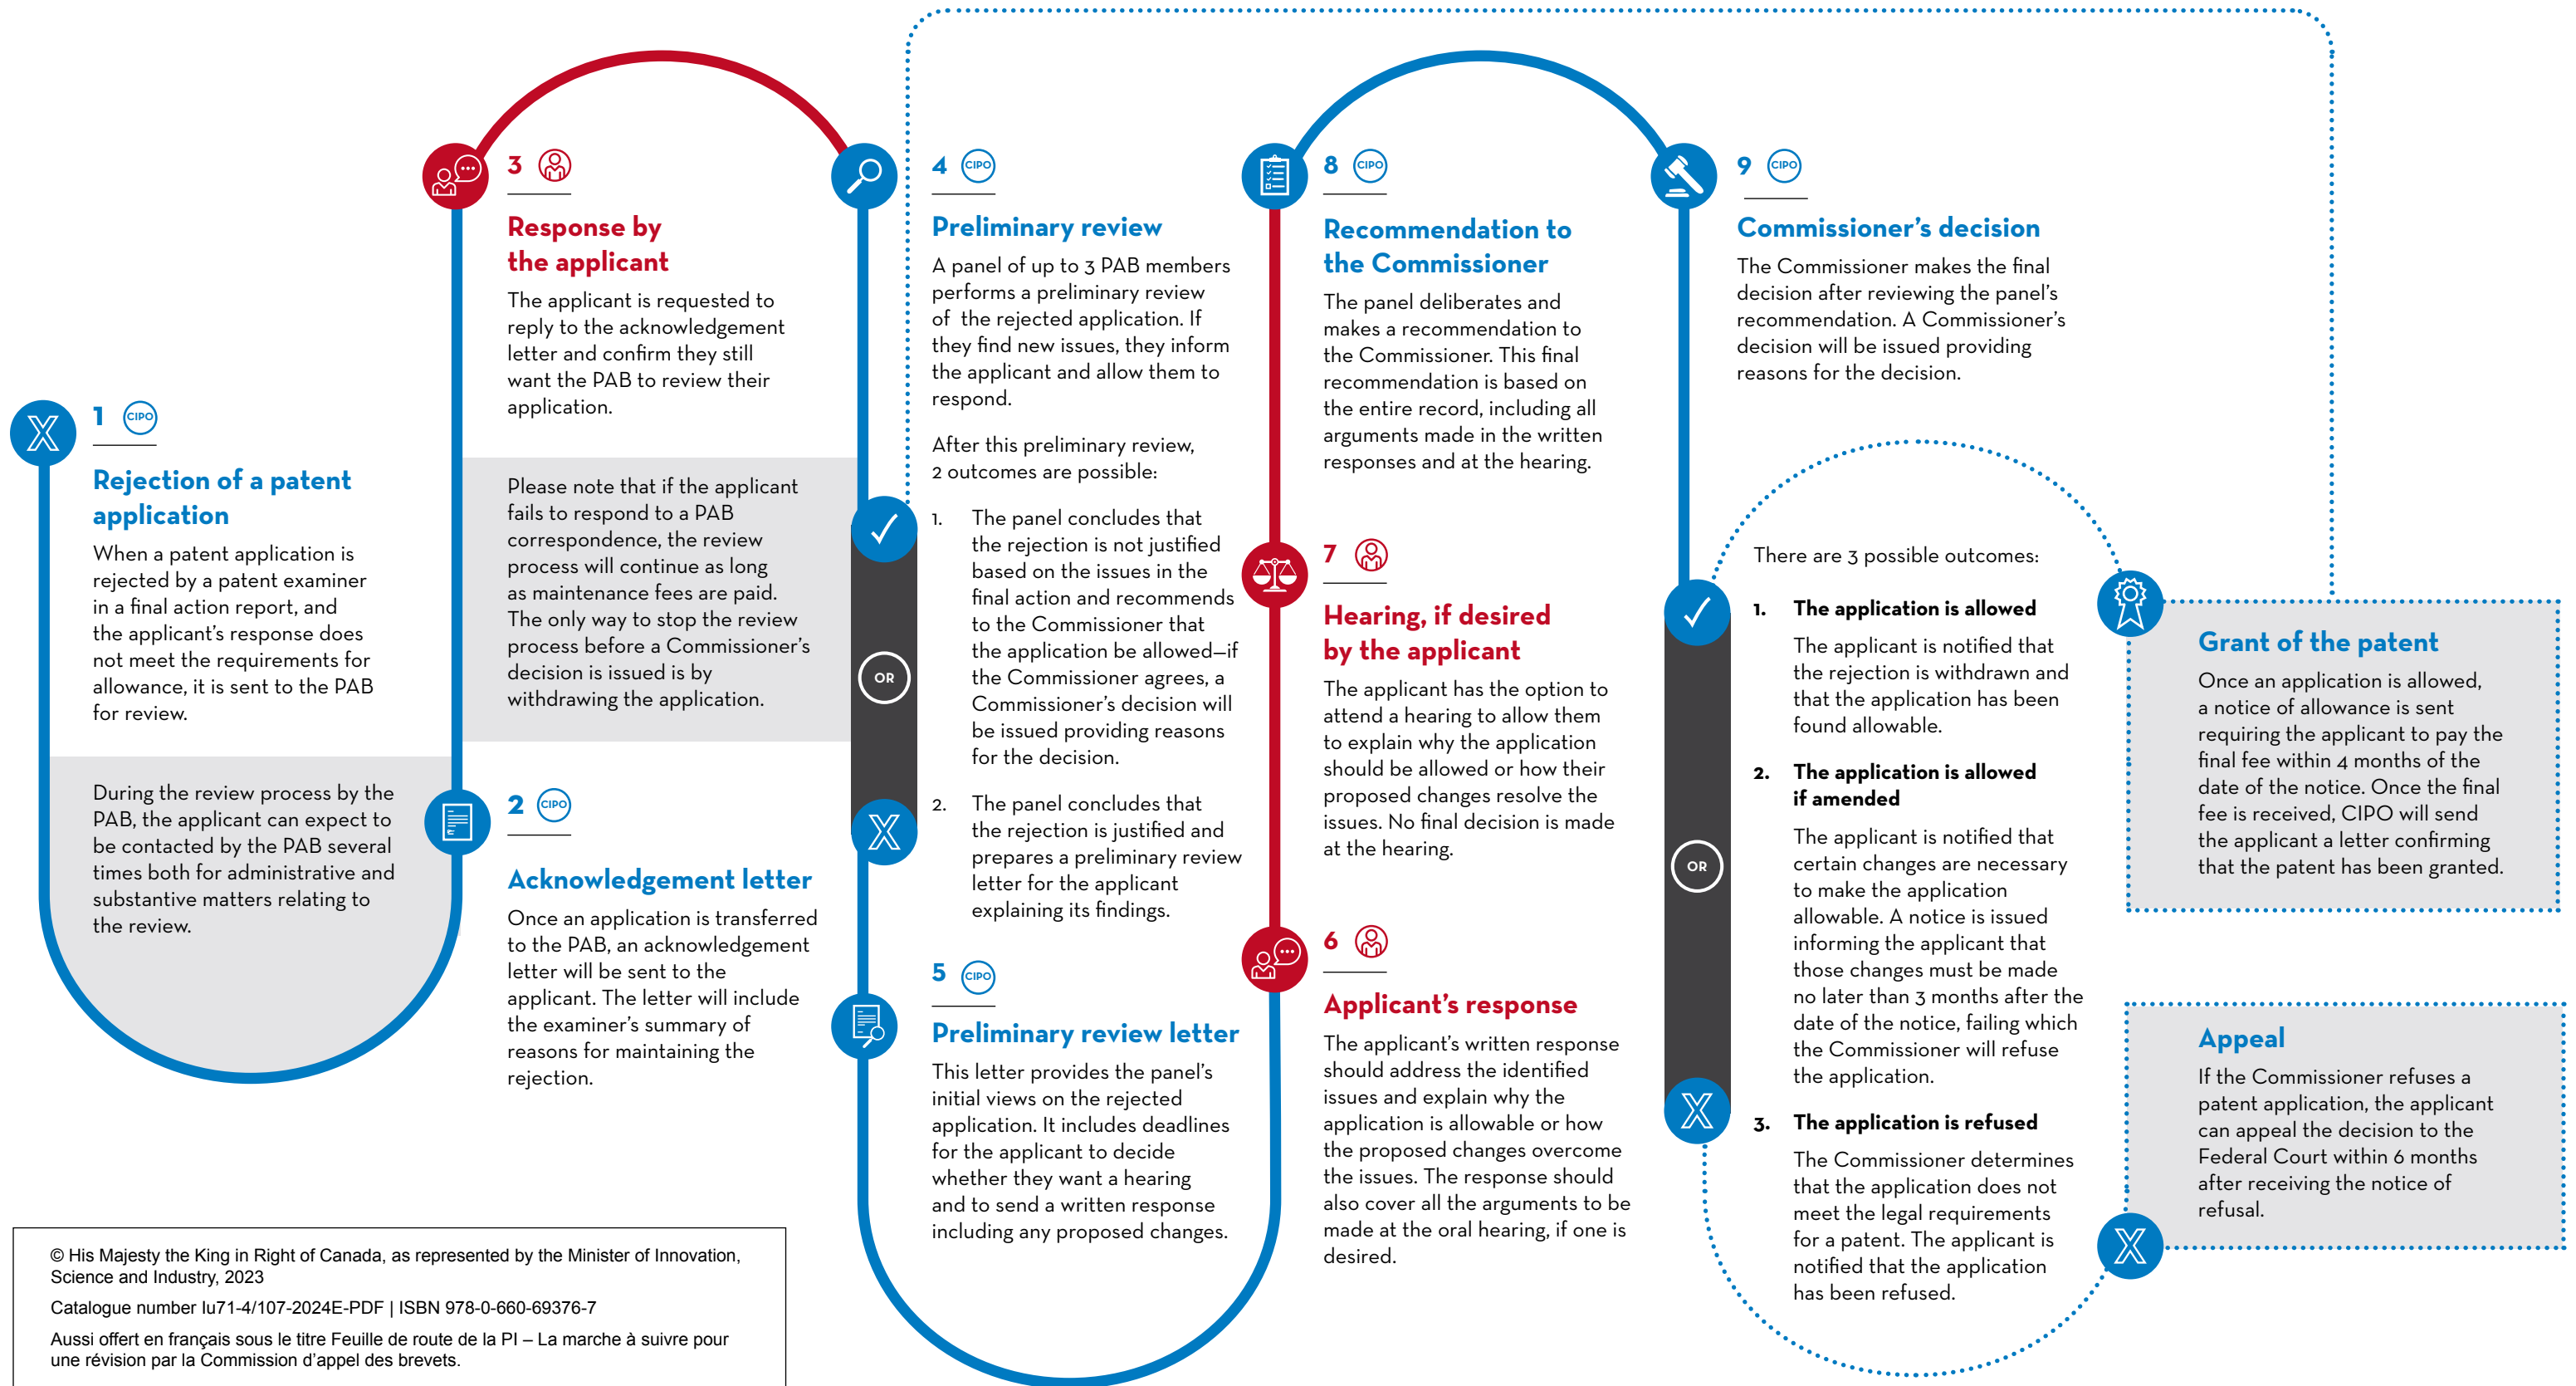 1 CIPO
Rejection of a patent
application
When a patent application is
rejected by a patent examiner
in a final action report, and
the applicant's response does
not meet the requirements for
allowance, it is sent to the PAB
for review.
During the review process by the
PAB, the applicant can expect to
be contacted by the PAB several
times both for administrative and
substantive matters relating to
the review.
2 CIPO
Acknowledgement letter
Once an application is transferred
to the PAB, an acknowledgement
letter will be sent to the
applicant. The letter will include
the examiner's summary of
reasons for maintaining the
rejection.
3
Response by
the applicant
The applicant is requested to
reply to the acknowledgement
letter and confirm they still
want the PAB to review their
application.
Please note that if the applicant
fails to respond to a PAB
correspondence, the review
process will continue as long
as maintenance fees are paid.
The only way to stop the review
process before a Commissioner's
decision is issued is by
withdrawing the application.
4 CIPO
Preliminary review
A panel of up to 3 PAB members
performs a preliminary review
of the rejected application. If
they find new issues, they inform
the applicant and allow them to
respond.
After this preliminary review,
2 outcomes are possible:
1. The panel concludes that
the rejection is not justified
based on the issues in the
final action and recommends
to the Commissioner that
the application be allowed—if
the Commissioner agrees, a
Commissioner's decision will
be issued providing reasons
for the decision.
OR
2. The panel concludes that
the rejection is justified and
prepares a preliminary review
letter for the applicant
explaining its findings.
5 CIPO
Preliminary review letter
This letter provides the panel's
initial views on the rejected
application. It includes deadlines
for the applicant to decide
whether they want a hearing
and to send a written response
including any proposed changes.
6
Applicant's response
The applicant's written response
should address the identified
issues and explain why the
application is allowable or how
the proposed changes overcome
the issues. The response should
also cover all the arguments to be
made at the oral hearing, if one is
desired.
7
Hearing, if desired
by the applicant
The applicant has the option to
attend a hearing to allow them
to explain why the application
should be allowed or how their
proposed changes resolve the
issues. No final decision is made
at the hearing.
8 CIPO
Recommendation to
the Commissioner
The panel deliberates and
makes a recommendation to
the Commissioner. This final
recommendation is based on
the entire record, including all
arguments made in the written
responses and at the hearing.
9 CIPO
Commissioner's decision
The Commissioner makes the final
decision after reviewing the panel's
recommendation. A Commissioner's
decision will be issued providing
reasons for the decision.
There are 3 possible outcomes:
1. The application is allowed
The applicant is notified that
the rejection is withdrawn and
that the application has been
found allowable.
OR
2. The application is allowed
if amended
The applicant is notified that
certain changes are necessary
to make the application
allowable. A notice is issued
informing the applicant that
those changes must be made
no later than 3 months after the
date of the notice, failing which
the Commissioner will refuse
the application.
3. The application is refused
The Commissioner determines
that the application does not
meet the legal requirements
for a patent. The applicant is
notified that the application
has been refused.
Grant of the patent
Once an application is allowed,
a notice of allowance is sent
requiring the applicant to pay the
final fee within 4 months of the
date of the notice. Once the final
fee is received, CIPO will send
the applicant a letter confirming
that the patent has been granted.
Appeal
If the Commissioner refuses a
patent application, the applicant
can appeal the decision to the
Federal Court within 6 months
after receiving the notice of
refusal.
© His Majesty the King in Right of Canada, as represented by the Minister of Innovation,
Science and Industry, 2023
Catalogue number Iu71-4/107-2024E-PDF | ISBN 978-0-660-69376-7
Aussi offert en français sous le titre Feuille de route de la PI – La marche à suivre pour
une révision par la Commission d'appel des brevets.